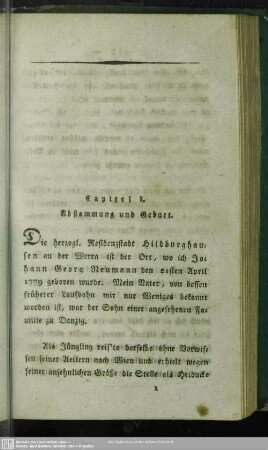 Capitel I.
Abstammung und Geburt.
Die herzogl. Residenzstadt Hildburghau-
sen an der Werra ist der Ort, wo ich Jo-
hann Georg Neumann den 21sten April
1779 geboren wurde. Mein Vater, von dessen
früherer Laufbahn mir nur Weniges bekannt
worden ist, war der Sohn einer angesehenen Fa-
milie zu Danzig.
Als Jüngling reis'te derselbe ohne Vorwis-
sen seiner Aeltern nach Wien und erhielt wegen
seiner ansehnlichen Größe die Stelle als Heiducke